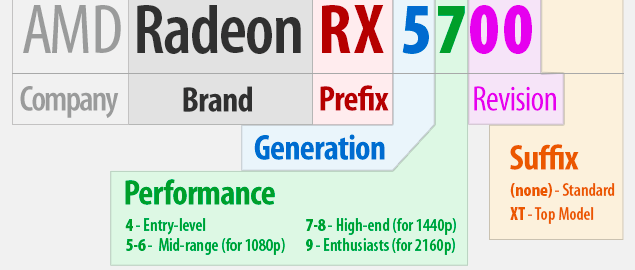 AMD Radeon RX 5700
Company Brand Prefix Revision
Generation
Suffix
(none) - Standard
XT - Top Model
Performance
4 - Entry-level
5-6 - Mid-range (for 1080p)
7-8 - High-end (for 1440p)
9 - Enthusiasts (for 2160p)